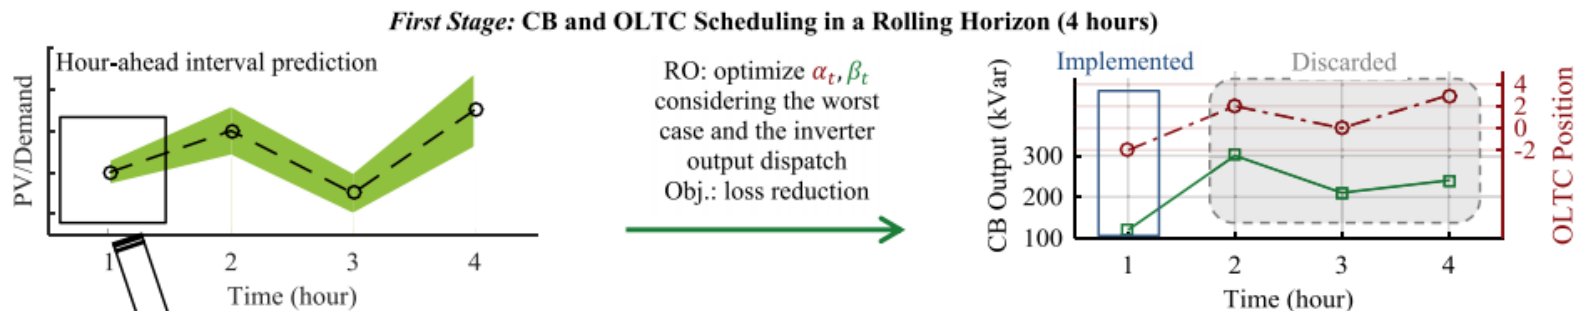 First Stage: CB and OLTC Scheduling in a Rolling Horizon (4 hours)
Hour-ahead interval prediction
PV/Demand
1 2 3 4
Time (hour)
RO: optimize αt, βt
considering the worst
case and the inverter
output dispatch
Obj.: loss reduction
Implemented
Discarded
CB Output (kVar)
300
200
100
4
2
0
-2
OLTC Position
1 2 3 4
Time (hour)